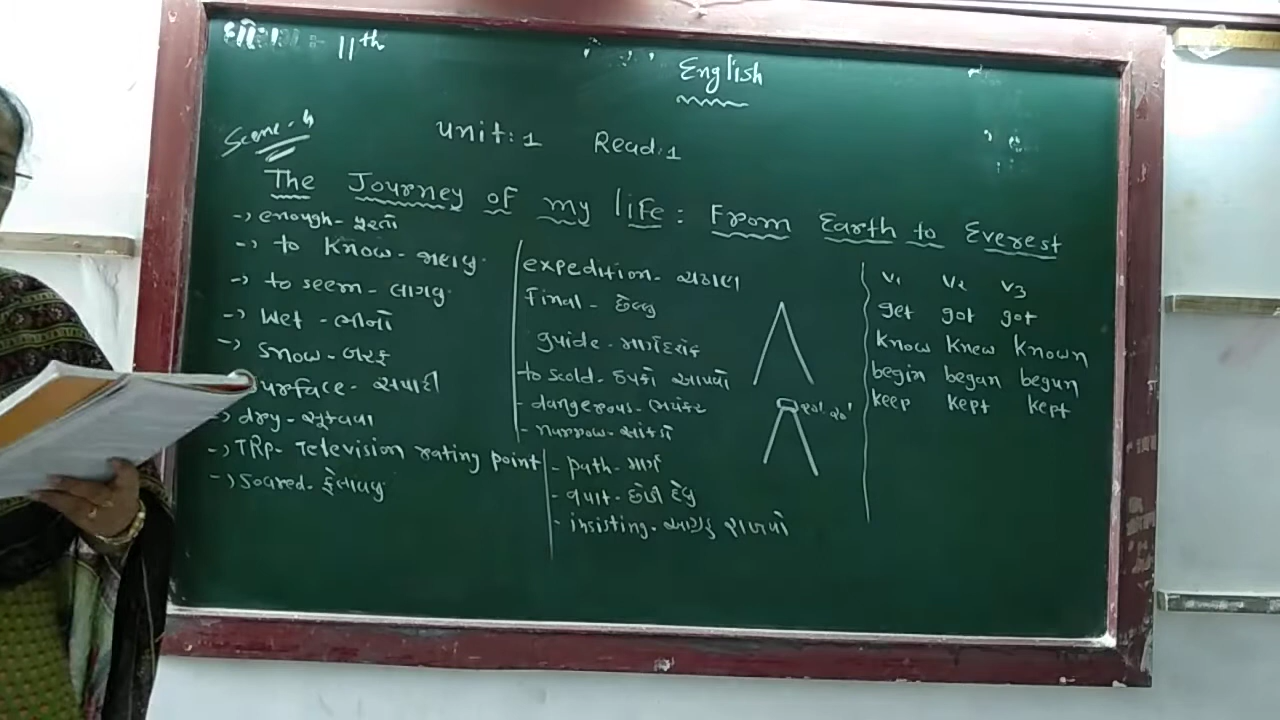 11th
English
Scene-4
Unit:1 Read:1
The Journey of my life: From Earth to Everest
-> enough - પૂરતો
-> to know - જાણવુ
-> to seem - લાગવુ
-> Wet - ભીનો
-> Snow - બરફ
surface - સપાટી
-> dry - સૂકવવા
-> TRP - Television rating point
-> Soared - ફેલાવવુ
expedition - ચઢાણ
Final - છેલ્લુ
guide - માર્ગદર્શક
to scold - ઠપકો આપવો
- dangerous - ભયંકર
- narrow - સાંકડો
- path - માર્ગ
- quit - છોડી દેવુ
- insisting - આગ્રહ રાખવો
V1 V2 V3
get got got
know knew known
begin began begun
keep kept kept